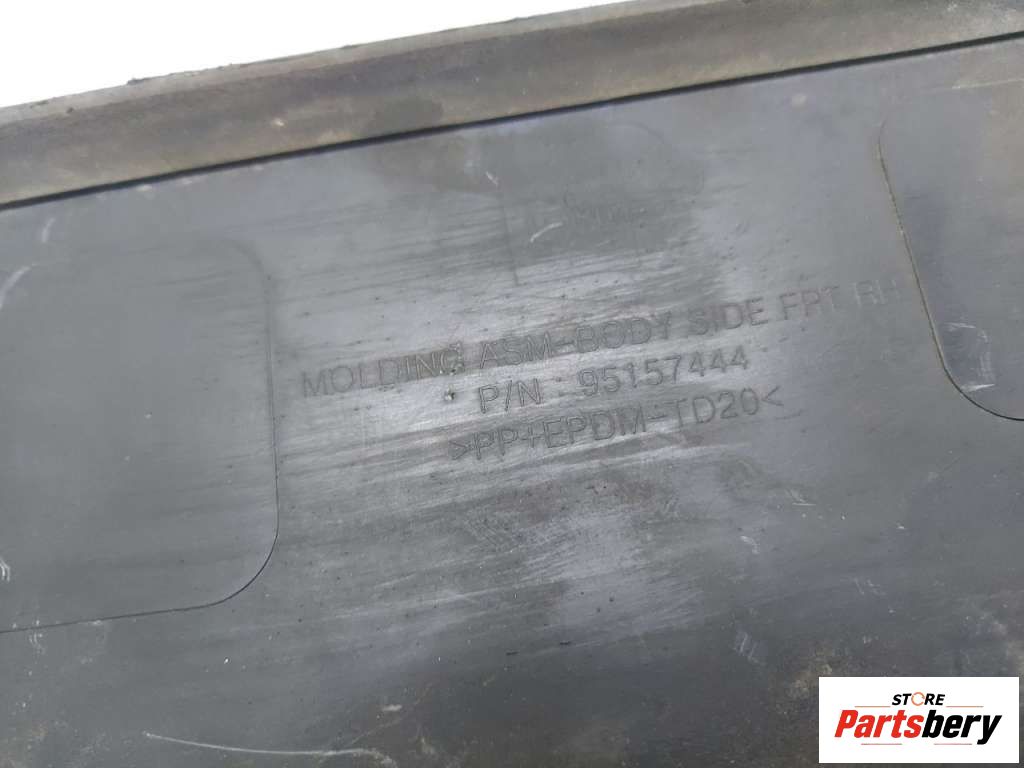 MOLDING ASM-BODY SIDE FRT RH
P/N : 95157444
>PP+EPDM-TD20<
STORE
Partsbery